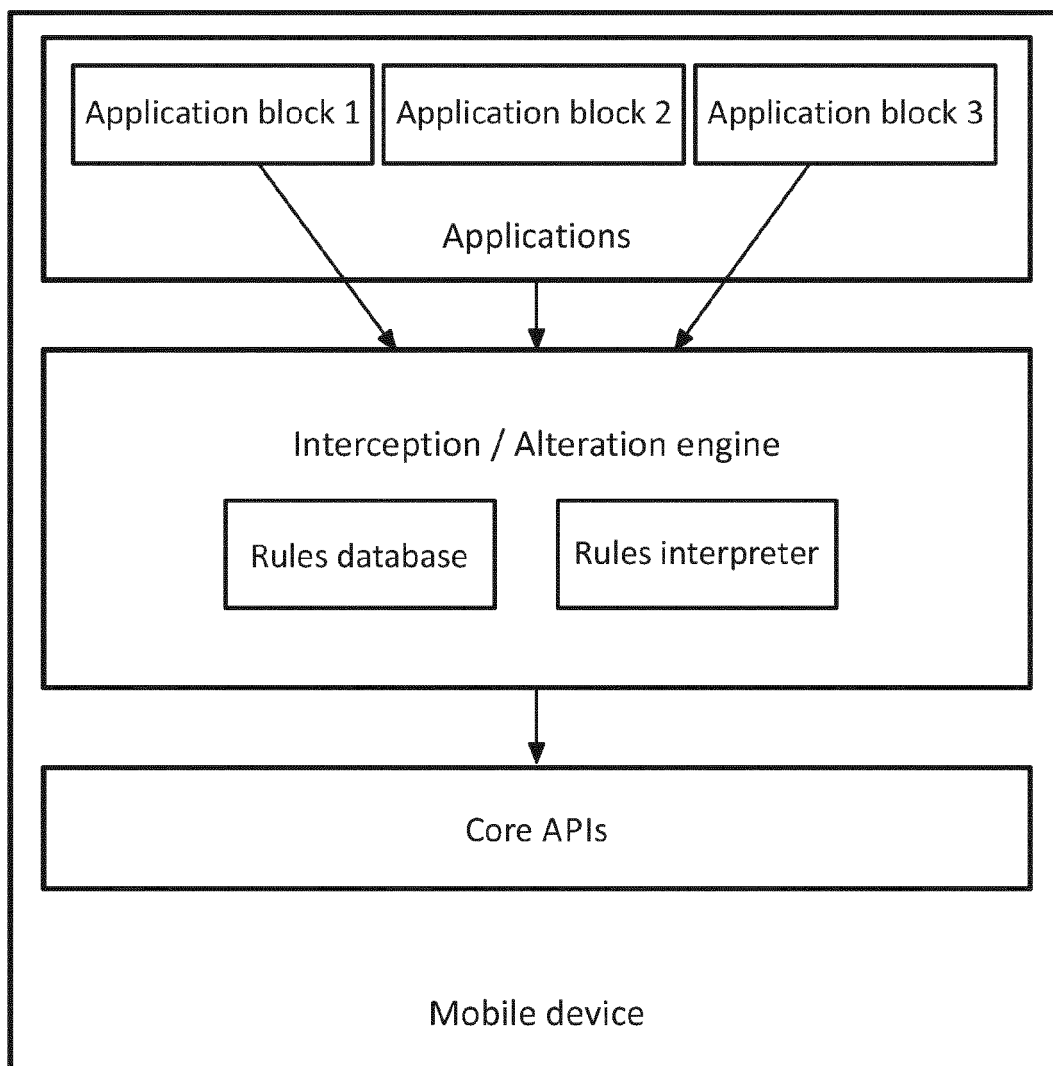 Application block 1
Application block 2
Application block 3
Applications
Interception / Alteration engine
Rules database
Rules interpreter
Core APIs
Mobile device